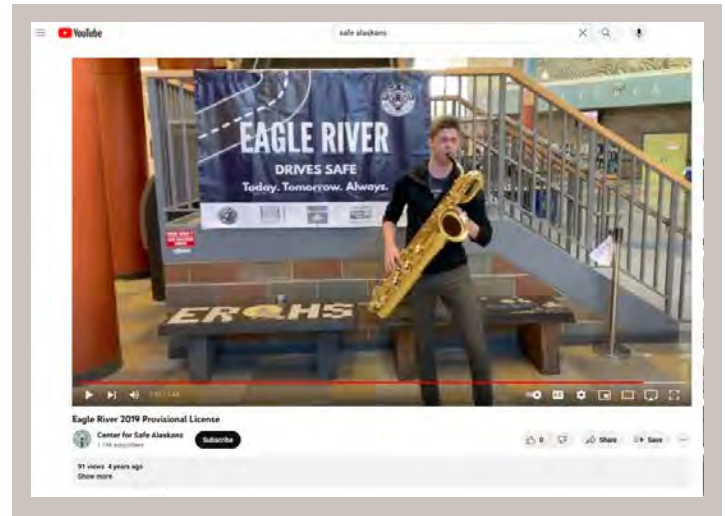 YouTube
safe alaskans
EAGLE RIVER
DRIVES SAFE
Today. Tomorrow. Always.
ERHS
Eagle River 2019 Provisional License
Center for Safe Alaskans
Subscribe
0
Share
Save
91 views 4 years ago
Show more